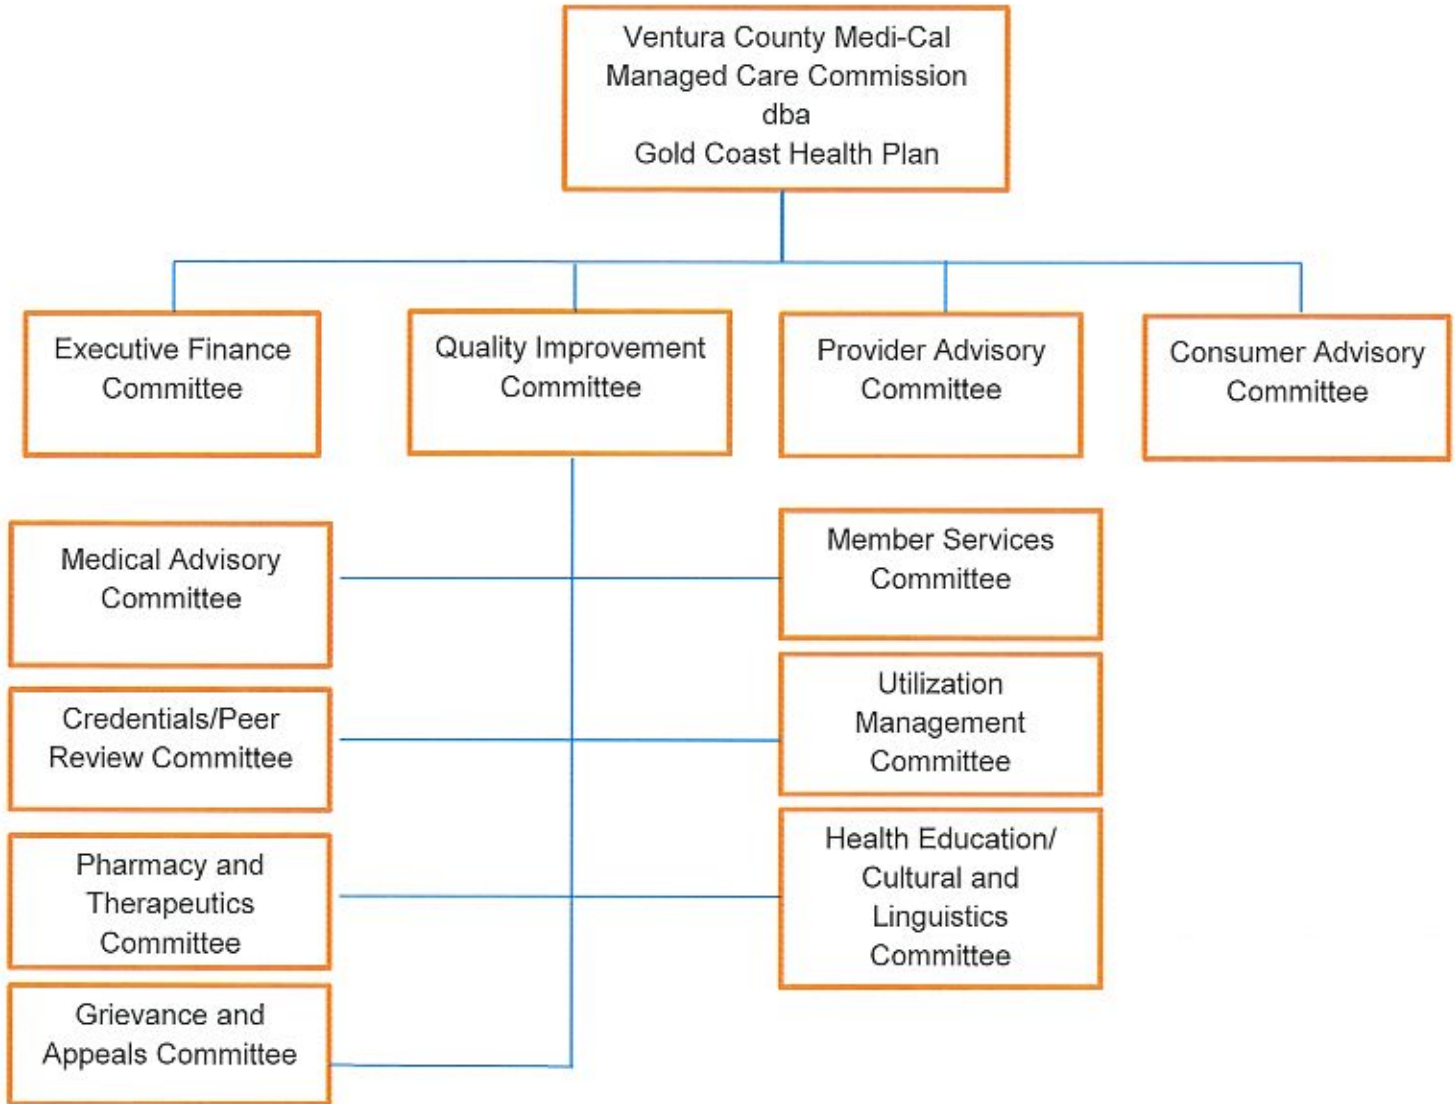 Ventura County Medi-Cal
Managed Care Commission
dba
Gold Coast Health Plan
Executive Finance
Committee
Quality Improvement
Committee
Provider Advisory
Committee
Consumer Advisory
Committee
Medical Advisory
Committee
Member Services
Committee
Credentials/Peer
Review Committee
Utilization
Management
Committee
Pharmacy and
Therapeutics
Committee
Health Education/
Cultural and
Linguistics
Committee
Grievance and
Appeals Committee